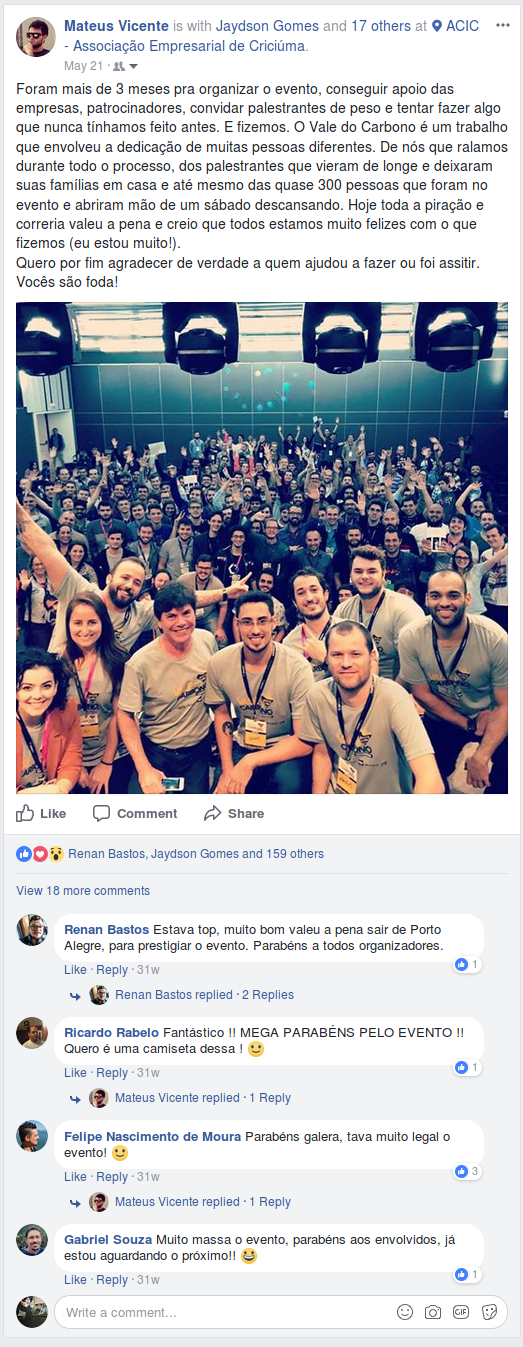 Mateus Vicente is with Jaydson Gomes and 17 others at ACIC
- Associação Empresarial de Criciúma.
May 21
Foram mais de 3 meses pra organizar o evento, conseguir apoio das
empresas, patrocinadores, convidar palestrantes de peso e tentar fazer algo
que nunca tínhamos feito antes. E fizemos. O Vale do Carbono é um trabalho
que envolveu a dedicação de muitas pessoas diferentes. De nós que ralamos
durante todo o processo, dos palestrantes que vieram de longe e deixaram
suas famílias em casa e até mesmo das quase 300 pessoas que foram no
evento e abriram mão de um sábado descansando. Hoje toda a piração e
correria valeu a pena e creio que todos estamos muito felizes com o que
fizemos (eu estou muito!).
Quero por fim agradecer de verdade a quem ajudou a fazer ou foi assitir.
Vocês são foda!
Like Comment Share
Renan Bastos, Jaydson Gomes and 159 others
View 18 more comments
Renan Bastos Estava top, muito bom valeu a pena sair de Porto
Alegre, para prestigiar o evento. Parabéns a todos organizadores.
1
Like · Reply · 31w
Renan Bastos replied · 2 Replies
Ricardo Rabelo Fantástico !! MEGA PARABÉNS PELO EVENTO !!
Quero é uma camiseta dessa ! 🙂
1
Like · Reply · 31w
Mateus Vicente replied · 1 Reply
Felipe Nascimento de Moura Parabéns galera, tava muito legal o
evento! 🙂
3
Like · Reply · 31w
Mateus Vicente replied · 1 Reply
Gabriel Souza Muito massa o evento, parabéns aos envolvidos, já
estou aguardando o próximo!! 😀
1
Like · Reply · 31w
Write a comment...
GIF